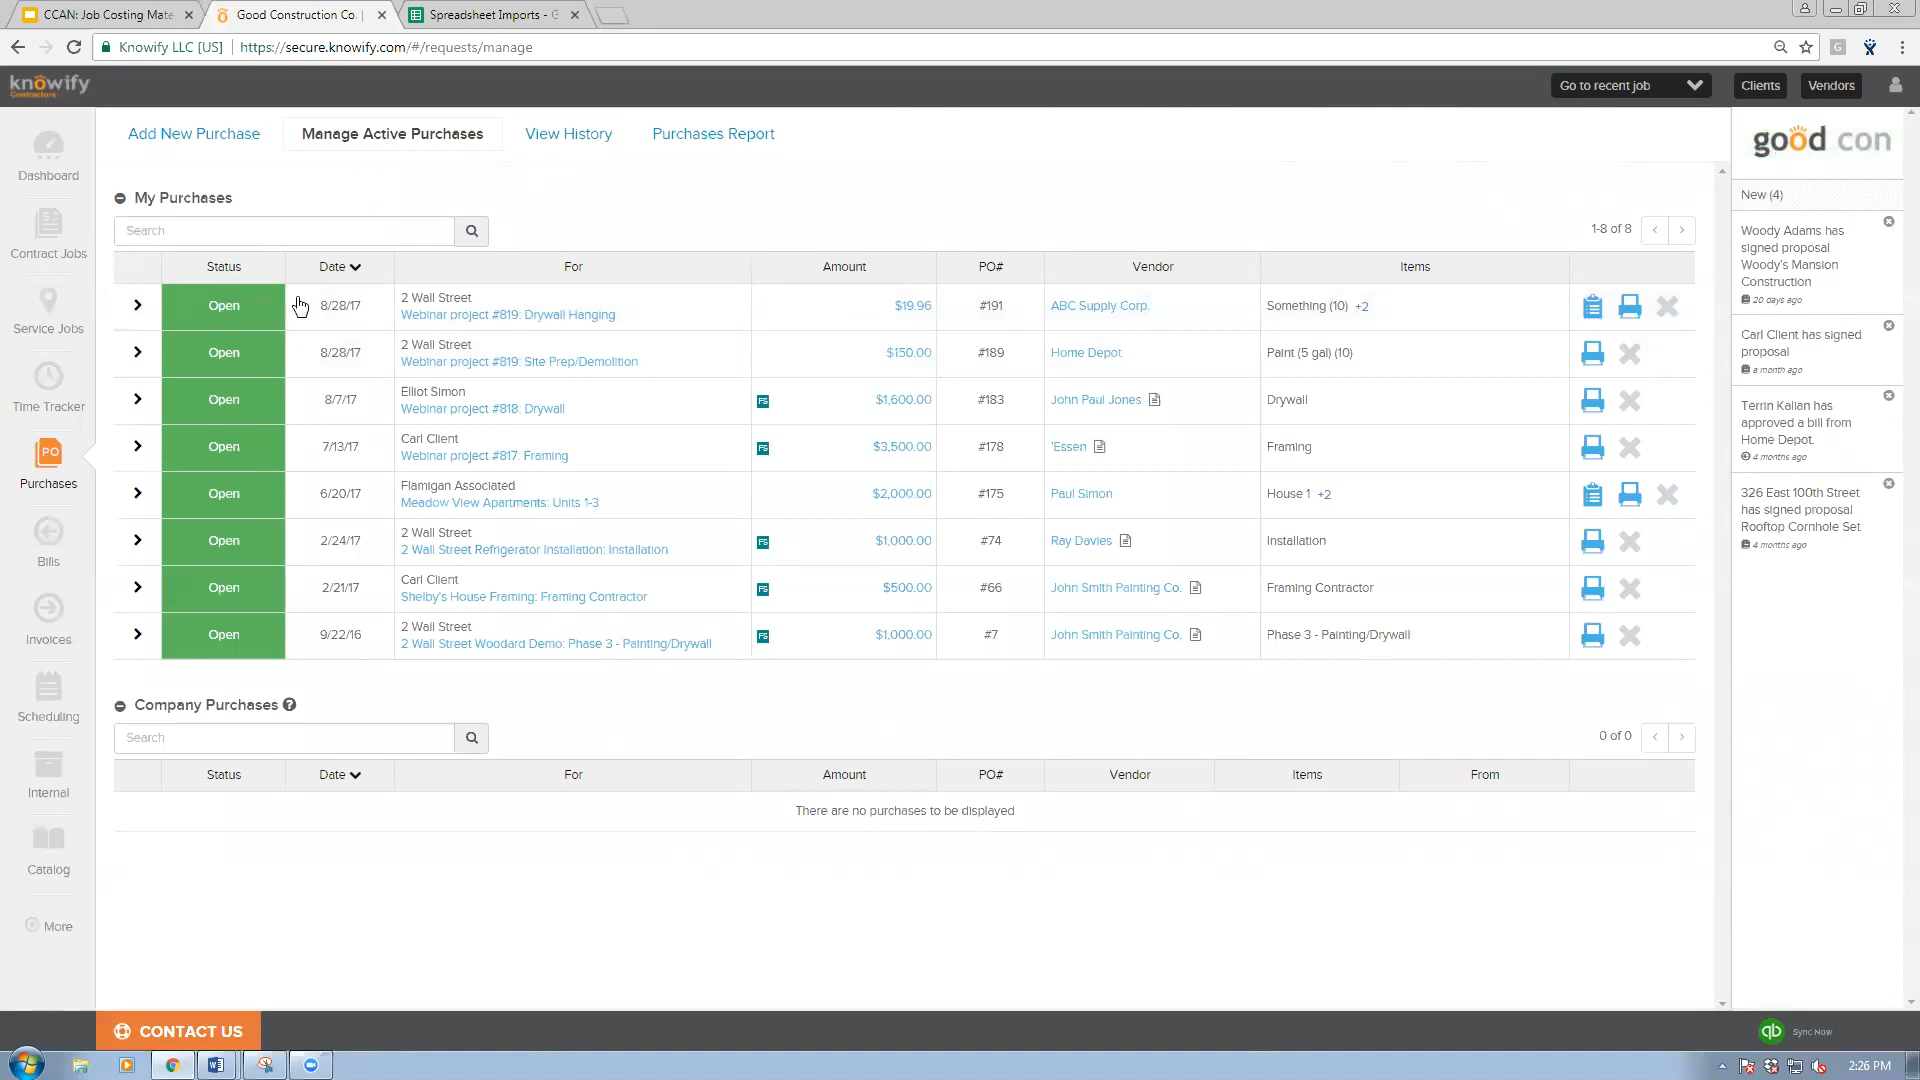 CCAN: Job Costing Mate
Good Construction Co. |
Spreadsheet Imports - G
Knowify LLC [US] https://secure.knowify.com/#/requests/manage
knowify
Contractors
Go to recent job
Clients
Vendors
Dashboard
Contract Jobs
Service Jobs
Time Tracker
PO
Purchases
Bills
Invoices
Scheduling
Internal
Catalog
More
Add New Purchase Manage Active Purchases View History Purchases Report
My Purchases
Search
1-8 of 8
Status Date For Amount PO# Vendor Items
Open 8/28/17 2 Wall Street $19.96 #191 ABC Supply Corp. Something (10) +2
Webinar project #819: Drywall Hanging
Open 8/28/17 2 Wall Street $150.00 #189 Home Depot Paint (5 gal) (10)
Webinar project #819: Site Prep/Demolition
Open 8/7/17 Elliot Simon FS $1,600.00 #183 John Paul Jones Drywall
Webinar project #818: Drywall
Open 7/13/17 Carl Client FS $3,500.00 #178 'Essen Framing
Webinar project #817: Framing
Open 6/20/17 Flamigan Associated $2,000.00 #175 Paul Simon House 1 +2
Meadow View Apartments: Units 1-3
Open 2/24/17 2 Wall Street FS $1,000.00 #74 Ray Davies Installation
2 Wall Street Refrigerator Installation: Installation
Open 2/21/17 Carl Client FS $500.00 #66 John Smith Painting Co. Framing Contractor
Shelby's House Framing: Framing Contractor
Open 9/22/16 2 Wall Street FS $1,000.00 #7 John Smith Painting Co. Phase 3 - Painting/Drywall
2 Wall Street Woodard Demo: Phase 3 - Painting/Drywall
Company Purchases ?
Search
0 of 0
Status Date For Amount PO# Vendor Items From
There are no purchases to be displayed
good con
New (4)
Woody Adams has
signed proposal
Woody's Mansion
Construction
20 days ago
Carl Client has signed
proposal
a month ago
Terrin Kalian has
approved a bill from
Home Depot.
4 months ago
326 East 100th Street
has signed proposal
Rooftop Cornhole Set
4 months ago
CONTACT US
qb Sync Now
2:26 PM